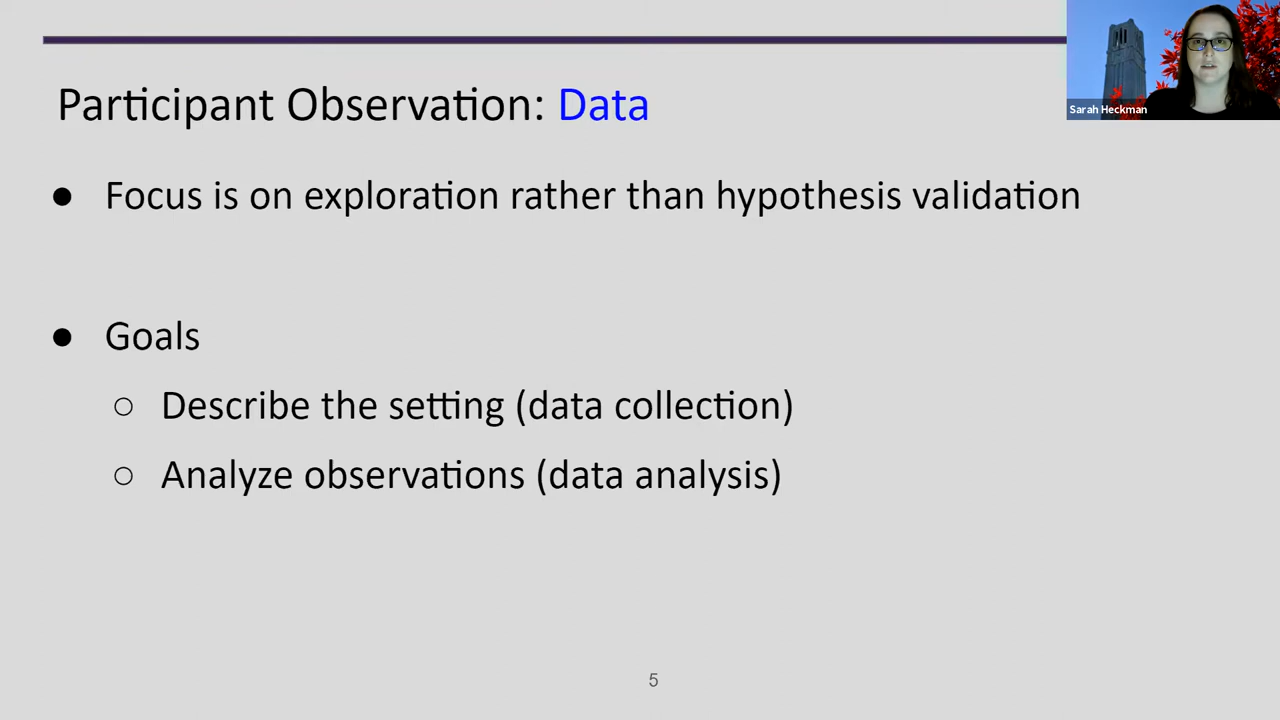 Sarah Heckman
Participant Observation: Data
● Focus is on exploration rather than hypothesis validation
● Goals
○ Describe the setting (data collection)
○ Analyze observations (data analysis)
5